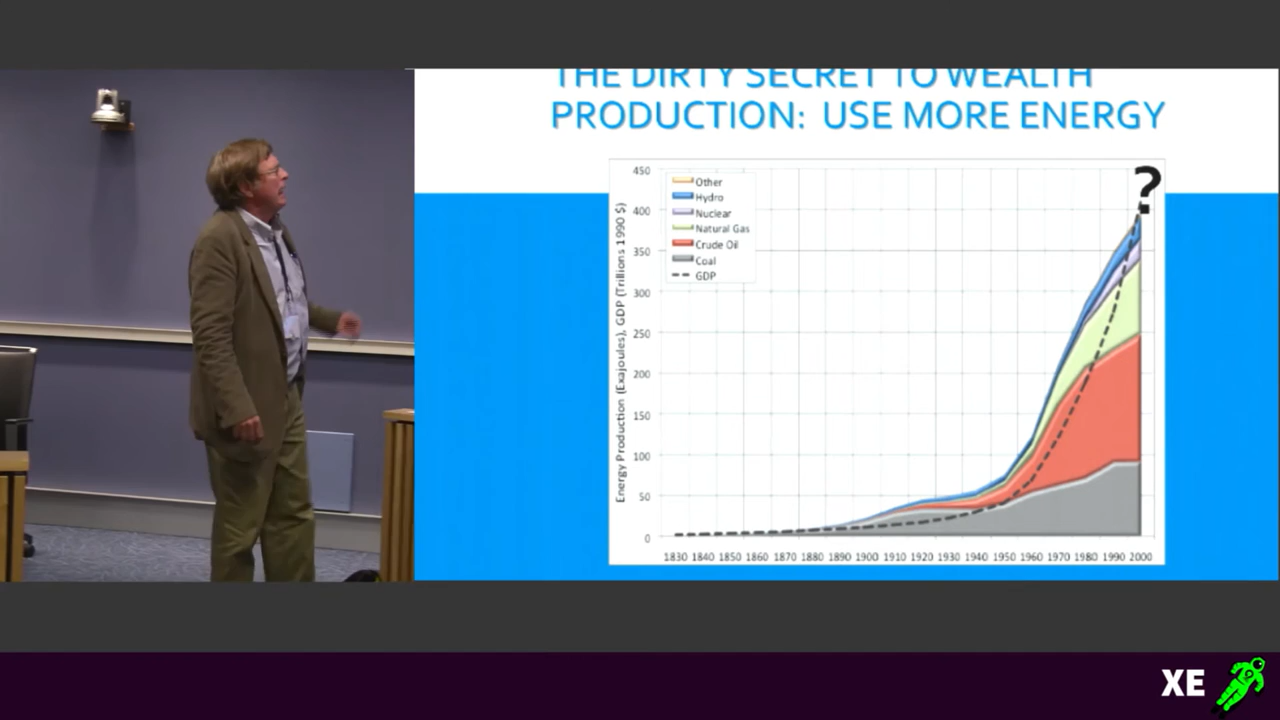 THE DIRTY SECRET TO WEALTH
PRODUCTION: USE MORE ENERGY
Energy Production (Exajoules), GDP (Trillions 1990 $)
450
400
350
300
250
200
150
100
50
0
Other
Hydro
Nuclear
Natural Gas
Crude Oil
Coal
GDP
?
1830 1840 1850 1860 1870 1880 1890 1900 1910 1920 1930 1940 1950 1960 1970 1980 1990 2000
XE